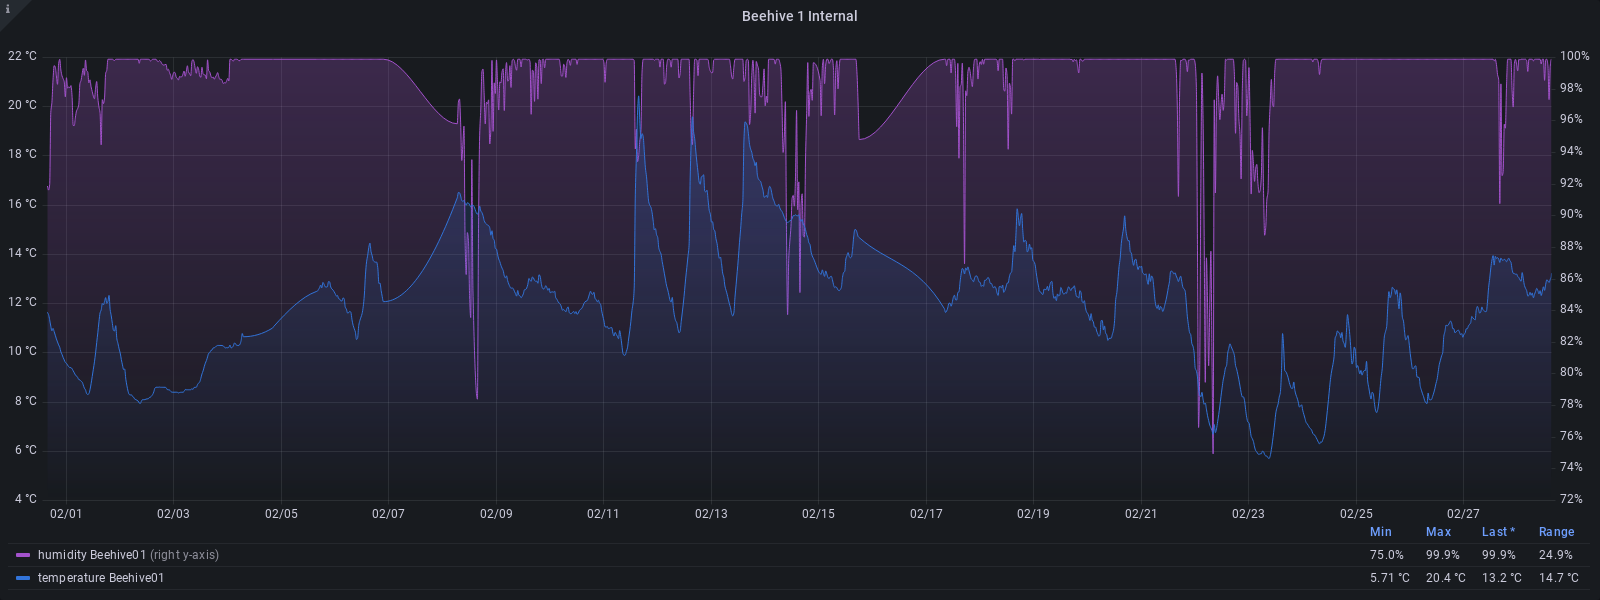 i
Beehive 1 Internal
22 °C 100%
98%
20 °C
96%
18 °C
94%
92%
16 °C
90%
14 °C 88%
86%
12 °C
84%
10 °C 82%
80%
8 °C
78%
6 °C 76%
74%
4 °C 72%
02/01 02/03 02/05 02/07 02/09 02/11 02/13 02/15 02/17 02/19 02/21 02/23 02/25 02/27
Min Max Last * Range
humidity Beehive01 (right y-axis) 75.0% 99.9% 99.9% 24.9%
temperature Beehive01 5.71 °C 20.4 °C 13.2 °C 14.7 °C